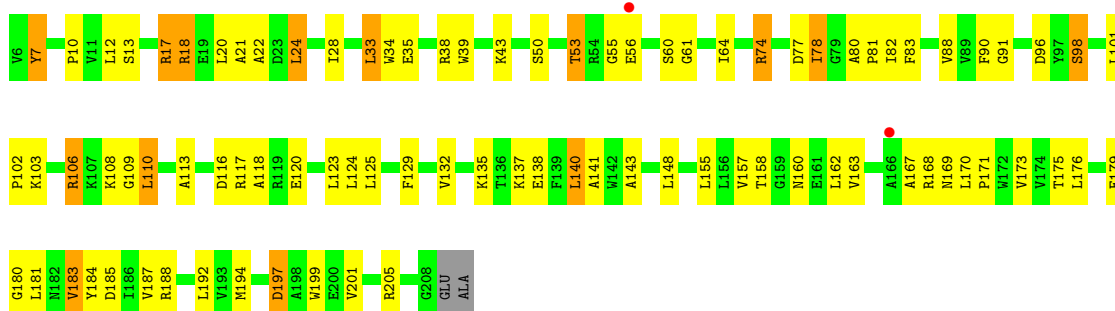 V6 Y7 P10 V11 L12 S13 R17 R18 E19 L20 A21 A22 D23 L24 I28 L33 W34 E35 R38 W39 K43 S50 T53 R54 G55 E56 S60 G61 I64 R74 D77 I78 G79 A80 P81 I82 F83 V88 V89 F90 G91 D96 Y97 S98 L101
P102 K103 R106 K107 K108 G109 L110 A113 D116 R117 A118 R119 E120 L123 L124 L125 F129 V132 K135 T136 K137 E138 F139 L140 A141 W142 A143 L148 L155 L156 V157 T158 G159 N160 E161 L162 V163 A166 A167 R168 N169 L170 P171 W172 V173 V174 T175 L176
G180 L181 N182 V183 Y184 D185 I186 V187 R188 L192 V193 M194 D197 A198 W199 E200 V201 R205 G208 GLU ALA